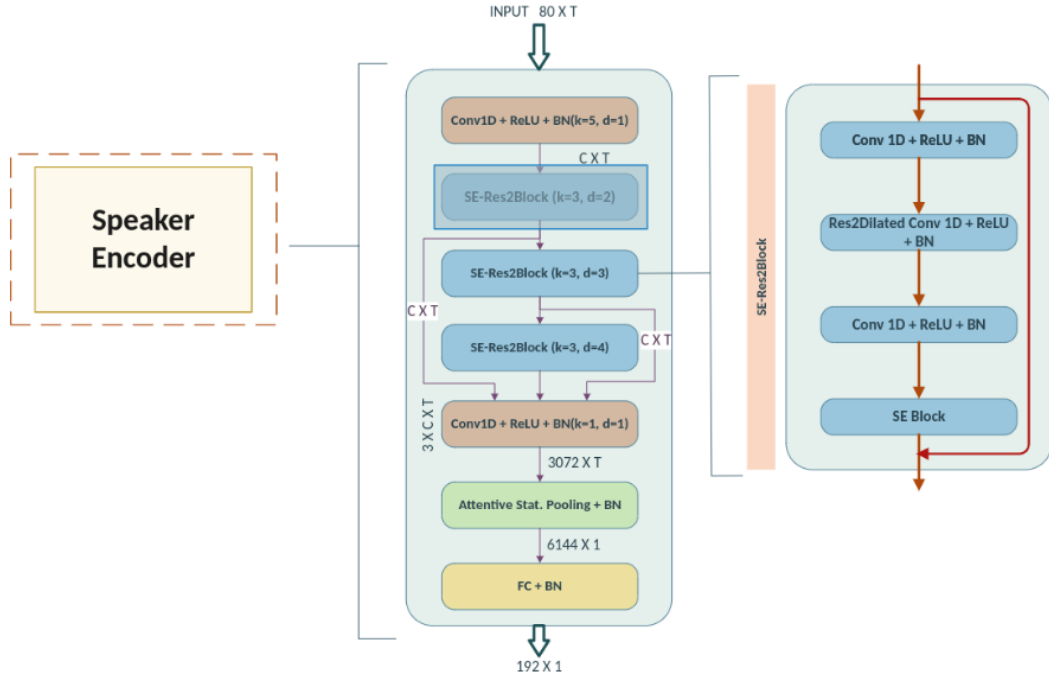 INPUT 80 X T
Conv1D + ReLU + BN(k=5, d=1)
C X T
SE-Res2Block (k=3, d=2)
SE-Res2Block (k=3, d=3)
C X T
C X T
SE-Res2Block (k=3, d=4)
3 X C X T
Conv1D + ReLU + BN(k=1, d=1)
3072 X T
Attentive Stat. Pooling + BN
6144 X 1
FC + BN
192 X 1
Speaker
Encoder
SE-Res2Block
Conv 1D + ReLU + BN
Res2Dilated Conv 1D + ReLU
+ BN
Conv 1D + ReLU + BN
SE Block